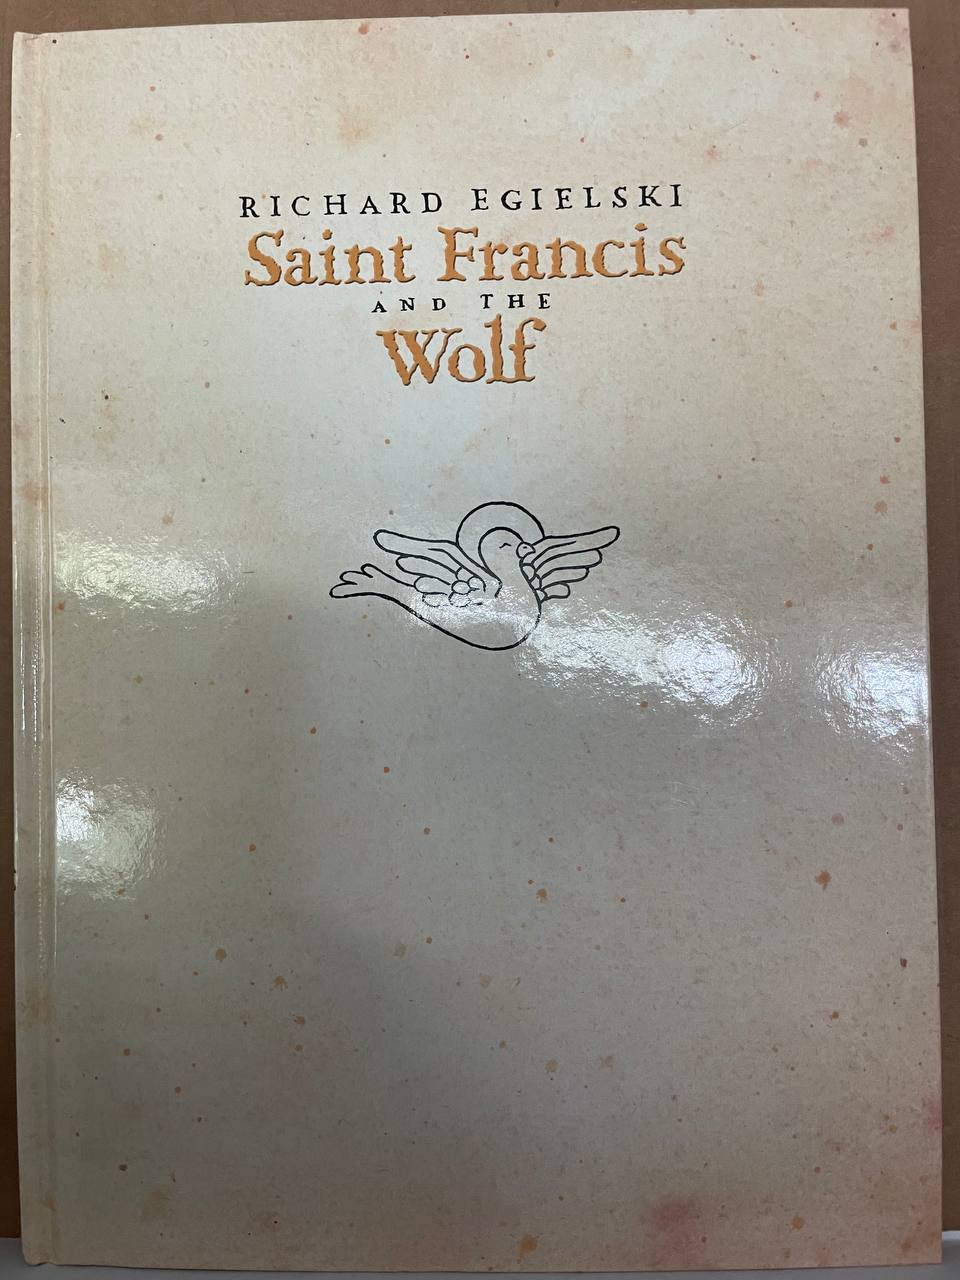 RICHARD EGIELSKI
Saint Francis
AND THE
Wolf